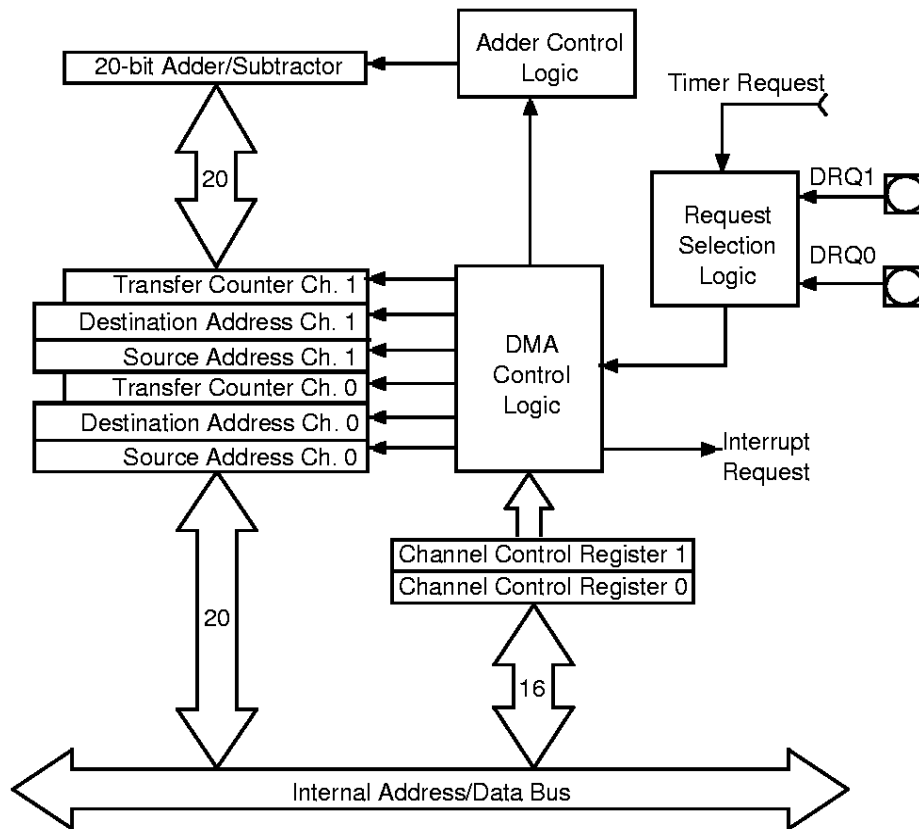 Adder Control
Logic
20-bit Adder/Subtractor
Timer Request
20
DRQ1
Request
Selection
Logic
DRQ0
Transfer Counter Ch. 1
Destination Address Ch. 1
Source Address Ch. 1
Transfer Counter Ch. 0
Destination Address Ch. 0
Source Address Ch. 0
DMA
Control
Logic
Interrupt
Request
Channel Control Register 1
Channel Control Register 0
20
16
Internal Address/Data Bus